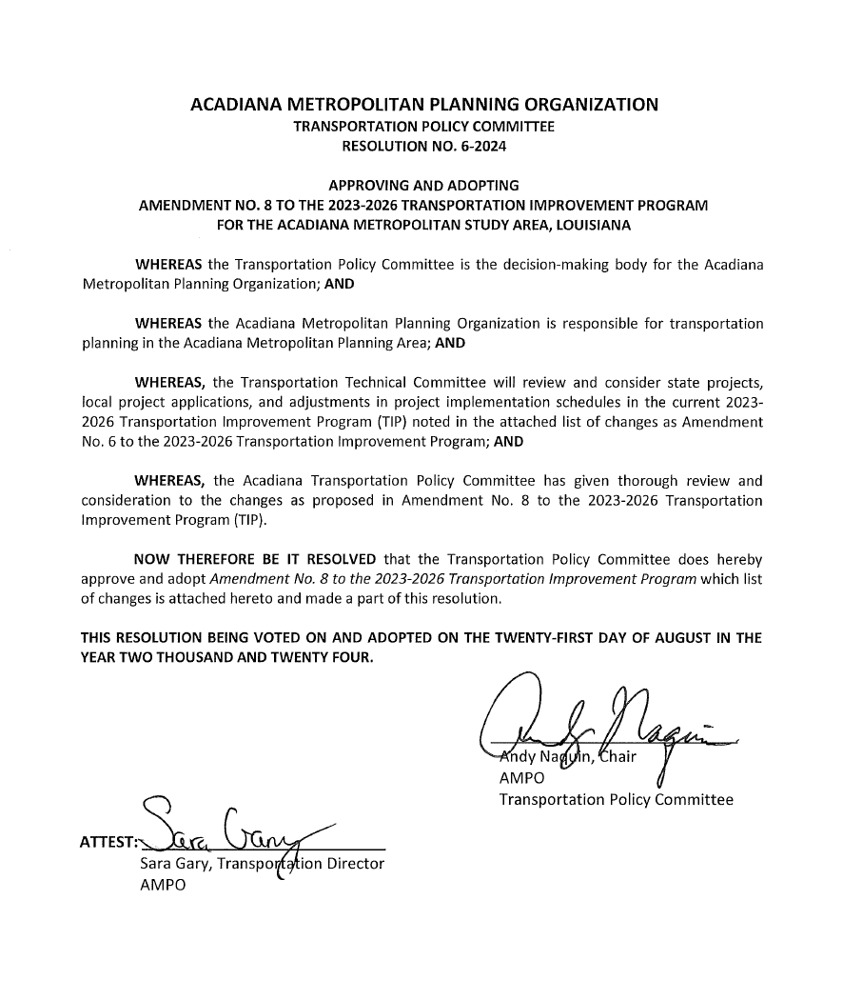 ACADIANA METROPOLITAN PLANNING ORGANIZATION
TRANSPORTATION POLICY COMMITTEE
RESOLUTION NO. 6-2024
APPROVING AND ADOPTING
AMENDMENT NO. 8 TO THE 2023-2026 TRANSPORTATION IMPROVEMENT PROGRAM
FOR THE ACADIANA METROPOLITAN STUDY AREA, LOUISIANA
WHEREAS the Transportation Policy Committee is the decision-making body for the Acadiana
Metropolitan Planning Organization; AND
WHEREAS the Acadiana Metropolitan Planning Organization is responsible for transportation
planning in the Acadiana Metropolitan Planning Area; AND
WHEREAS, the Transportation Technical Committee will review and consider state projects,
local project applications, and adjustments in project implementation schedules in the current 2023-
2026 Transportation Improvement Program (TIP) noted in the attached list of changes as Amendment
No. 6 to the 2023-2026 Transportation Improvement Program; AND
WHEREAS, the Acadiana Transportation Policy Committee has given thorough review and
consideration to the changes as proposed in Amendment No. 8 to the 2023-2026 Transportation
Improvement Program (TIP).
NOW THEREFORE BE IT RESOLVED that the Transportation Policy Committee does hereby
approve and adopt Amendment No. 8 to the 2023-2026 Transportation Improvement Program which list
of changes is attached hereto and made a part of this resolution.
THIS RESOLUTION BEING VOTED ON AND ADOPTED ON THE TWENTY-FIRST DAY OF AUGUST IN THE
YEAR TWO THOUSAND AND TWENTY FOUR.
Andy Naquin
Andy Naquin, Chair
AMPO
Transportation Policy Committee
ATTEST: Sara Gary
Sara Gary, Transportation Director
AMPO